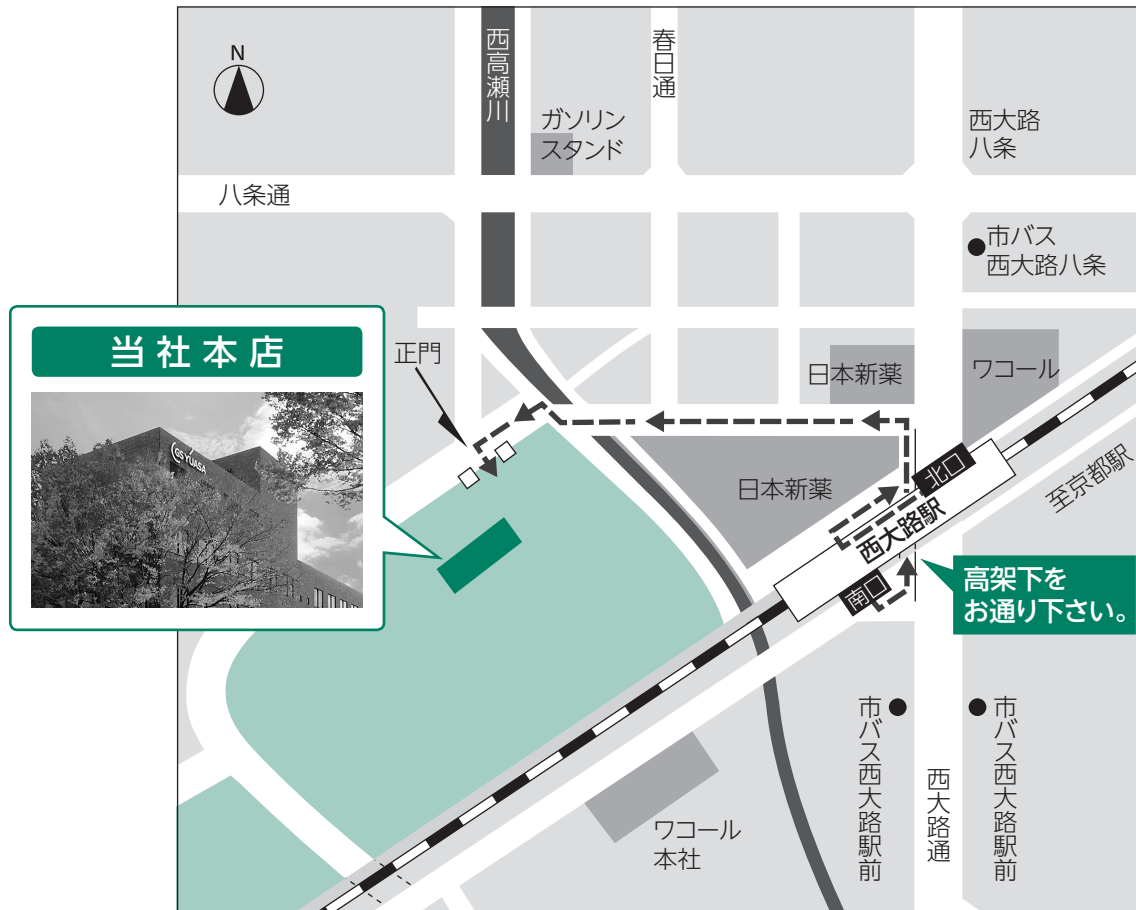 N
西高瀬川
春日通
ガソリン
スタンド
西大路
八条
八条通
市バス
西大路八条
当社本店
GS YUASA
正門
日本新薬
ワコール
日本新薬
北口
西大路駅
南口
至京都駅
高架下を
お通り下さい。
市バス西大路駅前
西大路通
市バス西大路駅前
ワコール
本社